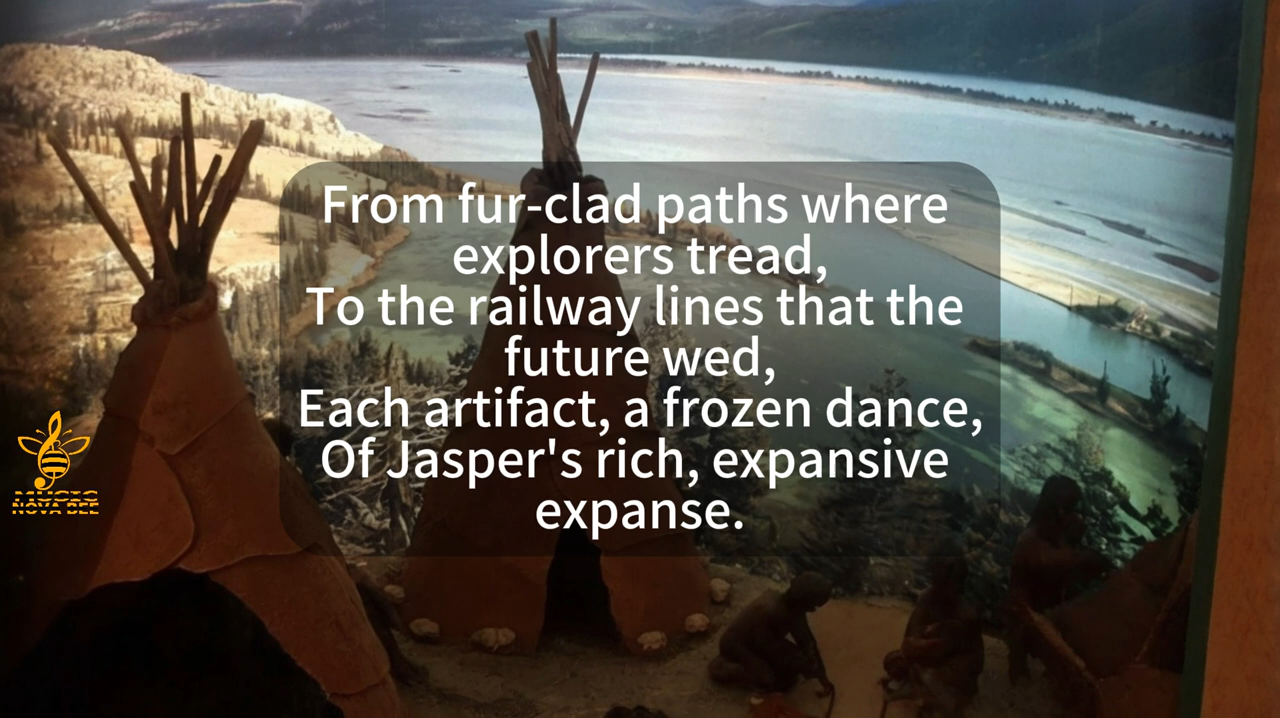 From fur-clad paths where
explorers tread,
To the railway lines that the
future wed,
Each artifact, a frozen dance,
Of Jasper's rich, expansive
expanse.
MUSIC
NOVA BEE